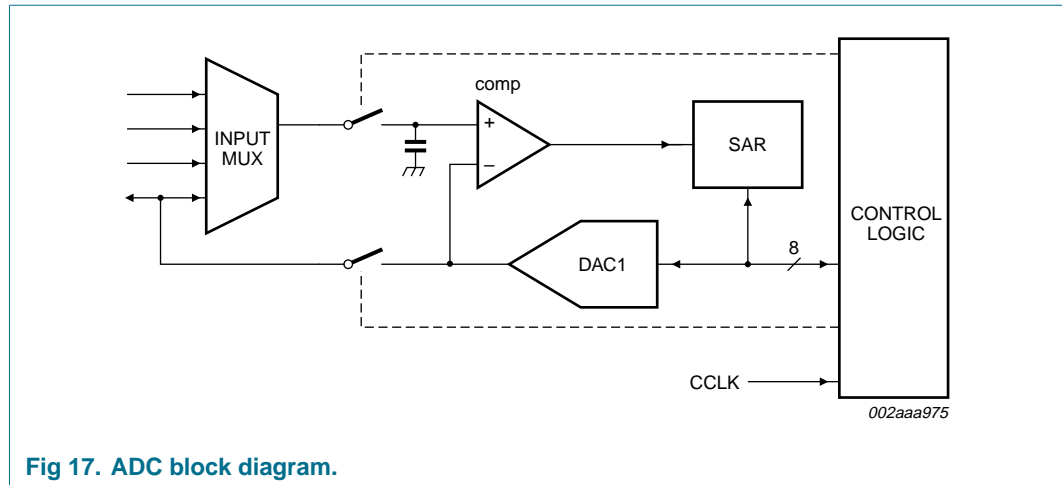 comp
INPUT
MUX
+
–
SAR
CONTROL
LOGIC
8
DAC1
CCLK
002aaa975
Fig 17. ADC block diagram.